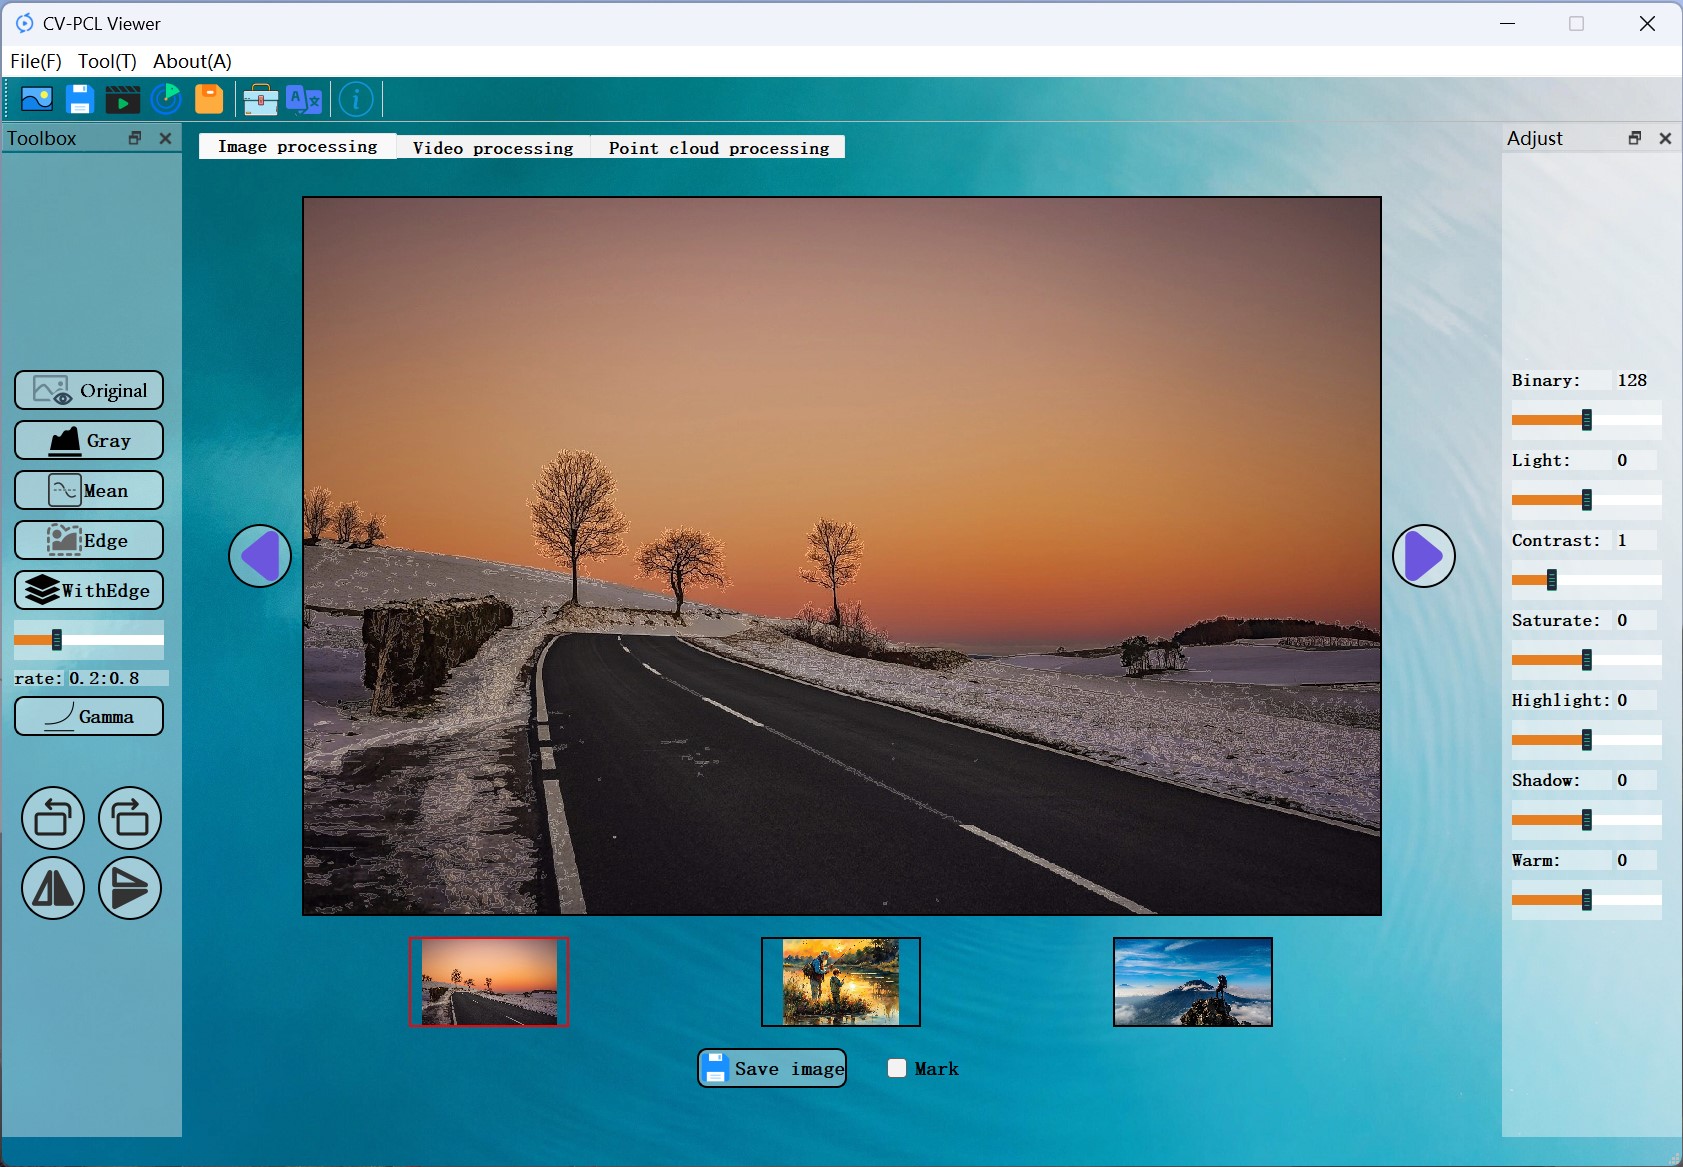 CV-PCL Viewer
File(F) Tool(T) About(A)
Toolbox
Image processing
Video processing
Point cloud processing
Adjust
Original
Gray
Mean
Edge
WithEdge
rate: 0.2:0.8
Gamma
Binary: 128
Light: 0
Contrast: 1
Saturate: 0
Highlight: 0
Shadow: 0
Warm: 0
Save image
Mark